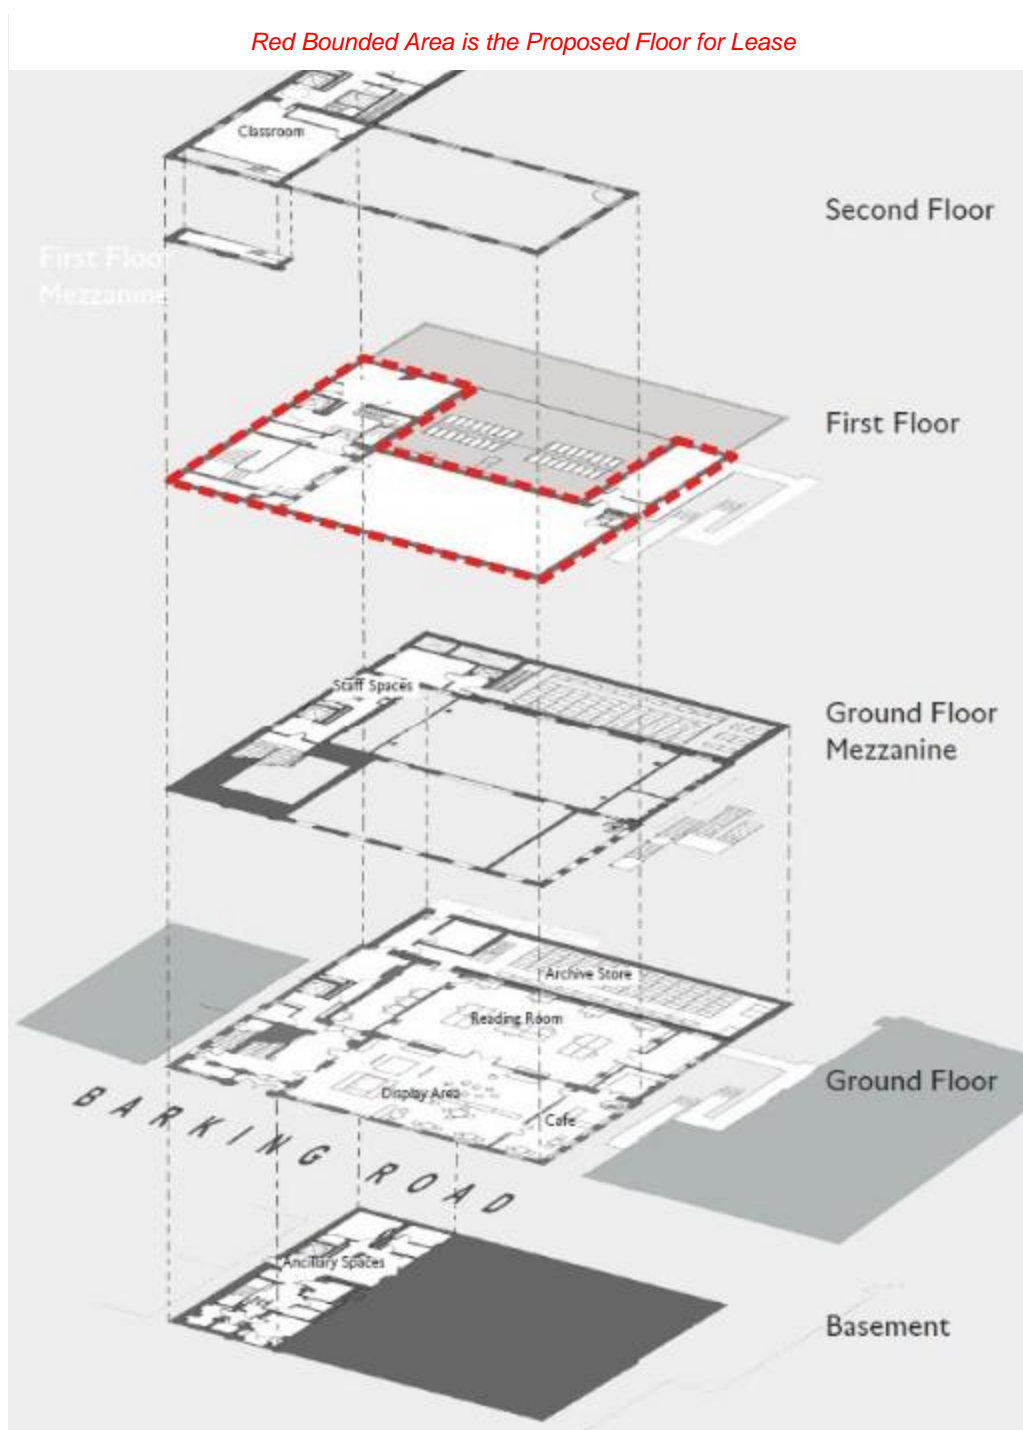 Red Bounded Area is the Proposed Floor for Lease
Classroom
Second Floor
First Floor
Mezzanine
First Floor
Staff Spaces
Ground Floor
Mezzanine
Archive Store
Reading Room
Display Area
Cafe
Ground Floor
BARKING ROAD
Ancillary Spaces
Basement